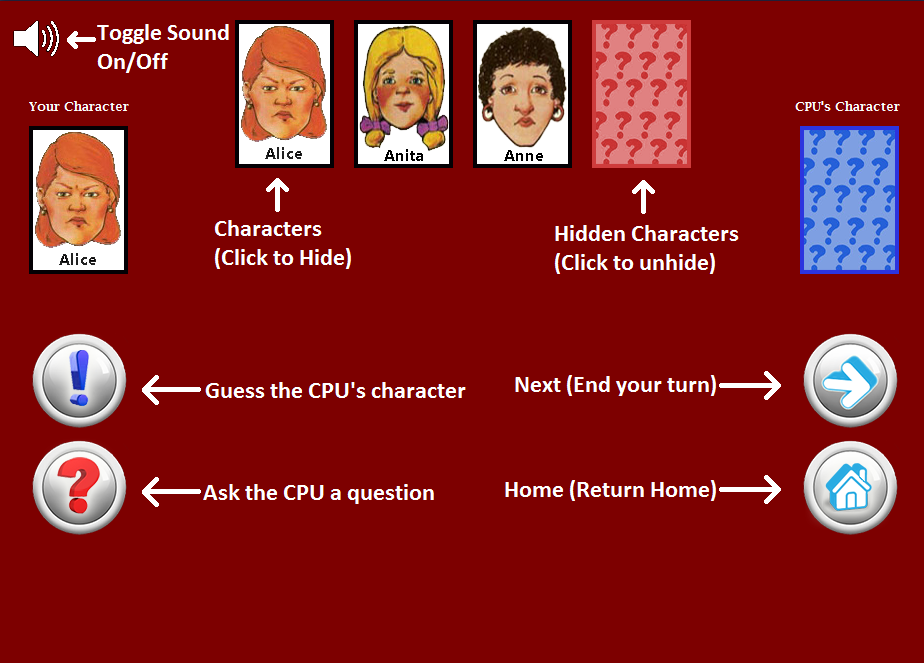 Toggle Sound
On/Off
Your Character
CPU's Character
Alice
Anita
Anne
Alice
Characters
(Click to Hide)
Hidden Characters
(Click to unhide)
Guess the CPU's character
Next (End your turn)
Ask the CPU a question
Home (Return Home)